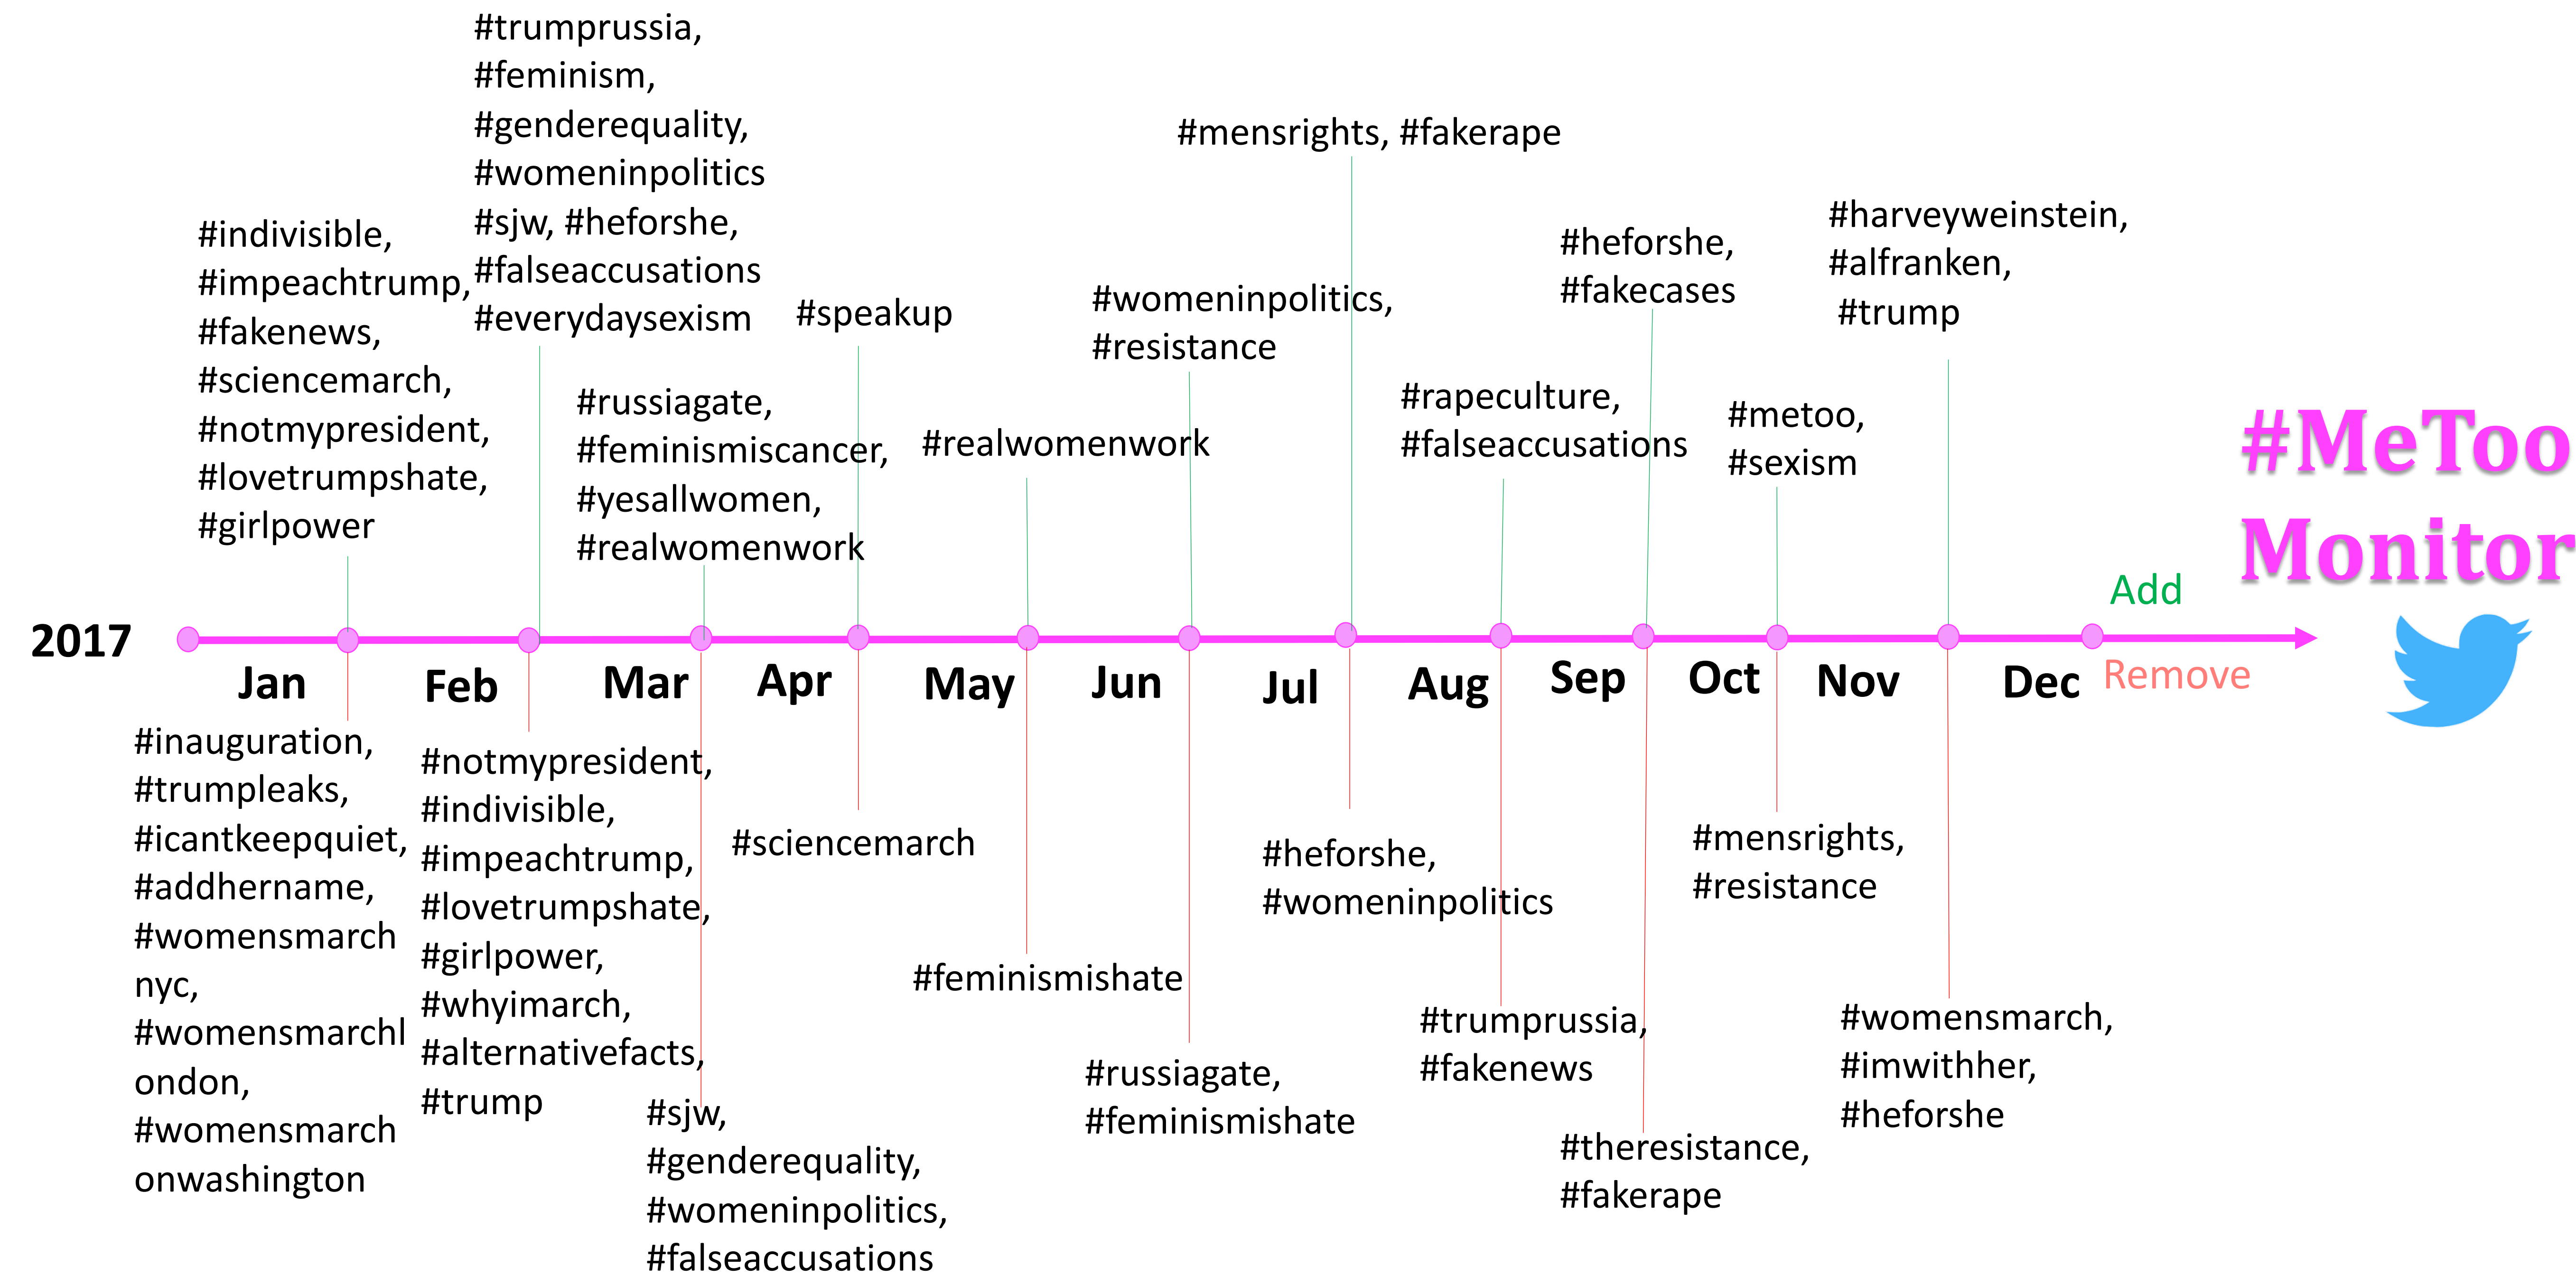 #trumprussia,
#feminism,
#genderequality,
#womeninpolitics
#sjw, #heforshe,
#falseaccusations
#everydaysexism
#indivisible,
#impeachtrump,
#fakenews,
#sciencemarch,
#notmypresident,
#lovetrumpshate,
#girlpower
#russiagate,
#feminismiscancer,
#yesallwomen,
#realwomenwork
#speakup
#realwomenwork
#womeninpolitics,
#resistance
#mensrights, #fakerape
#rapeculture,
#falseaccusations
#heforshe,
#fakecases
#metoo,
#sexism
#harveyweinstein,
#alfranken,
#trump
#MeToo
Monitor
Add
2017
Jan
Feb
Mar
Apr
May
Jun
Jul
Aug
Sep
Oct
Nov
Dec
Remove
#inauguration,
#trumpleaks,
#icantkeepquiet,
#addhername,
#womensmarch
nyc,
#womensmarchl
ondon,
#womensmarch
onwashington
#notmypresident,
#indivisible,
#impeachtrump,
#lovetrumpshate,
#girlpower,
#whyimarch,
#alternativefacts,
#trump
#sjw,
#genderequality,
#womeninpolitics,
#falseaccusations
#sciencemarch
#feminismishate
#russiagate,
#feminismishate
#heforshe,
#womeninpolitics
#trumprussia,
#fakenews
#theresistance,
#fakerape
#mensrights,
#resistance
#womensmarch,
#imwithher,
#heforshe